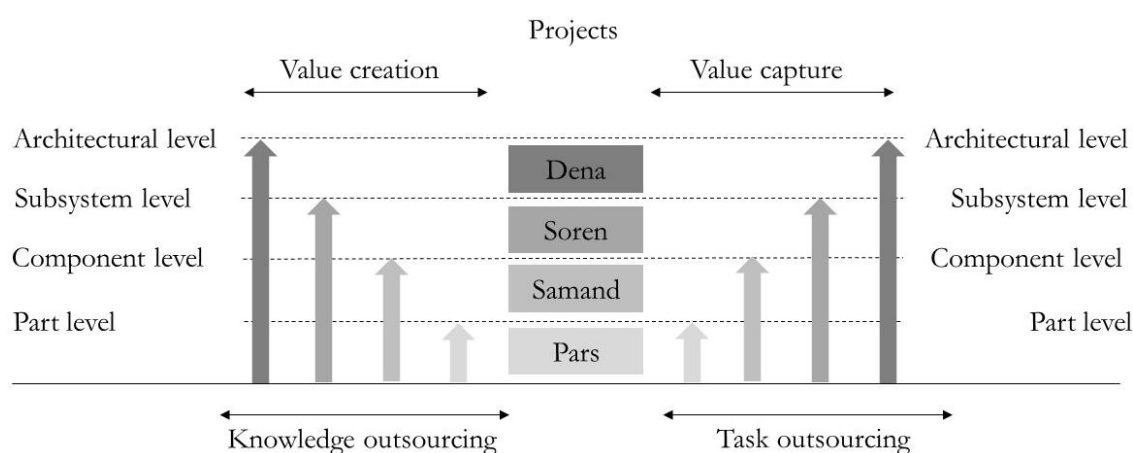 Projects
Value creation
Value capture
Architectural level
Architectural level
Dena
Subsystem level
Subsystem level
Soren
Component level
Component level
Samand
Part level
Part level
Pars
Knowledge outsourcing
Task outsourcing